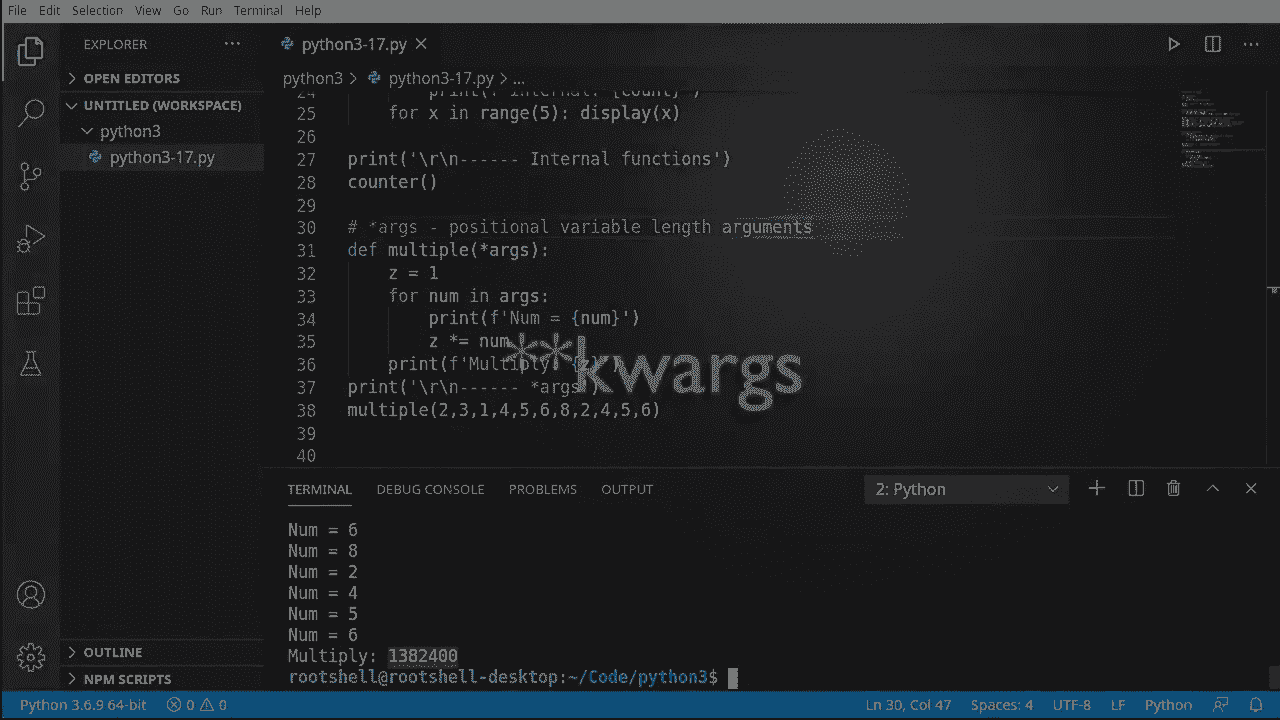 File Edit Selection View Go Run Terminal Help
EXPLORER
python3-17.py
OPEN EDITORS
python3 > python3-17.py > ...
UNTITLED (WORKSPACE)
python3
python3-17.py
24 print(f'Internal: {count}')
25 for x in range(5): display(x)
26
27 print('\r\n------ Internal functions')
28 counter()
29
30 # *args - positional variable length arguments
31 def multiple(*args):
32 z = 1
33 for num in args:
34 print(f'Num = {num}')
35 z *= num
36 print(f'Multiply: {z}')
37 print('\r\n------ *args')
38 multiple(2,3,1,4,5,6,8,2,4,5,6)
39
40
**kwargs
TERMINAL DEBUG CONSOLE PROBLEMS OUTPUT 2: Python
Num = 6
Num = 8
Num = 2
Num = 4
Num = 5
Num = 6
Multiply: 1382400
rootshell@rootshell-desktop:~/Code/python3$
OUTLINE
NPM SCRIPTS
Python 3.6.9 64-bit 0 0 Ln 30, Col 47 Spaces: 4 UTF-8 LF Python